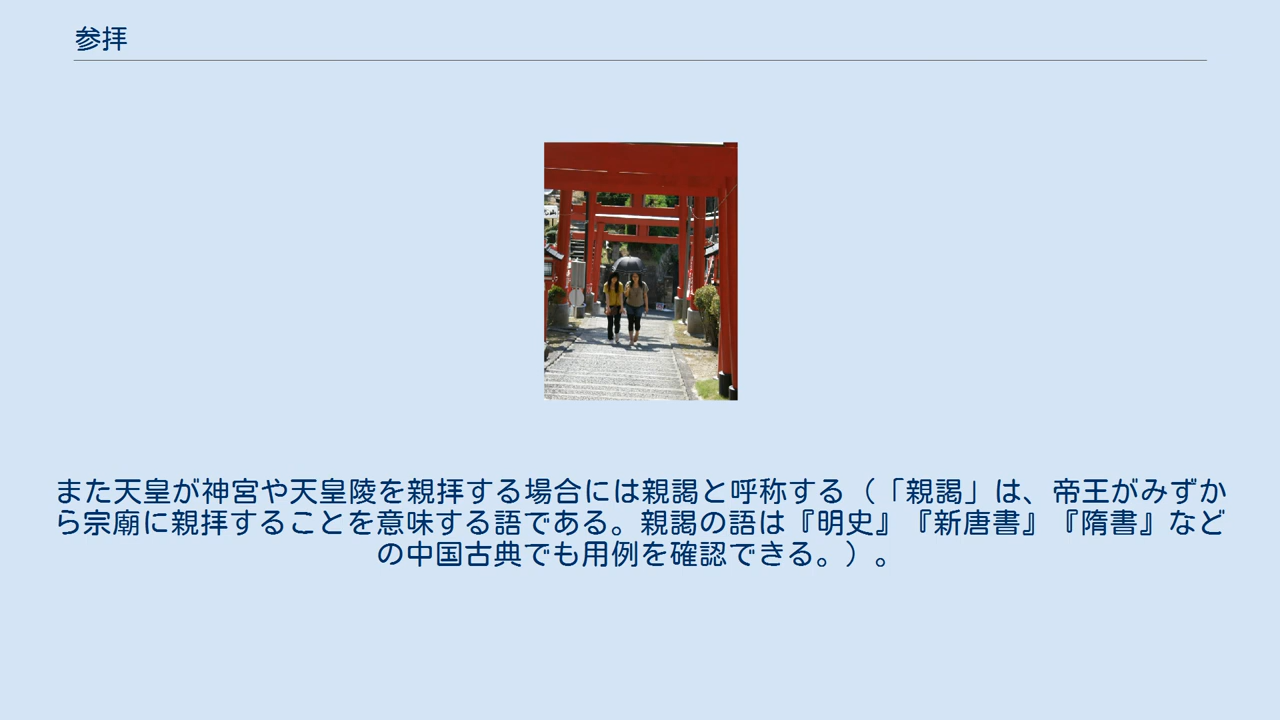 参拝
また天皇が神宮や天皇陵を親拝する場合には親謁と呼称する（「親謁」は、帝王がみずか
ら宗廟に親拝することを意味する語である。親謁の語は『明史』『新唐書』『隋書』など
の中国古典でも用例を確認できる。）。